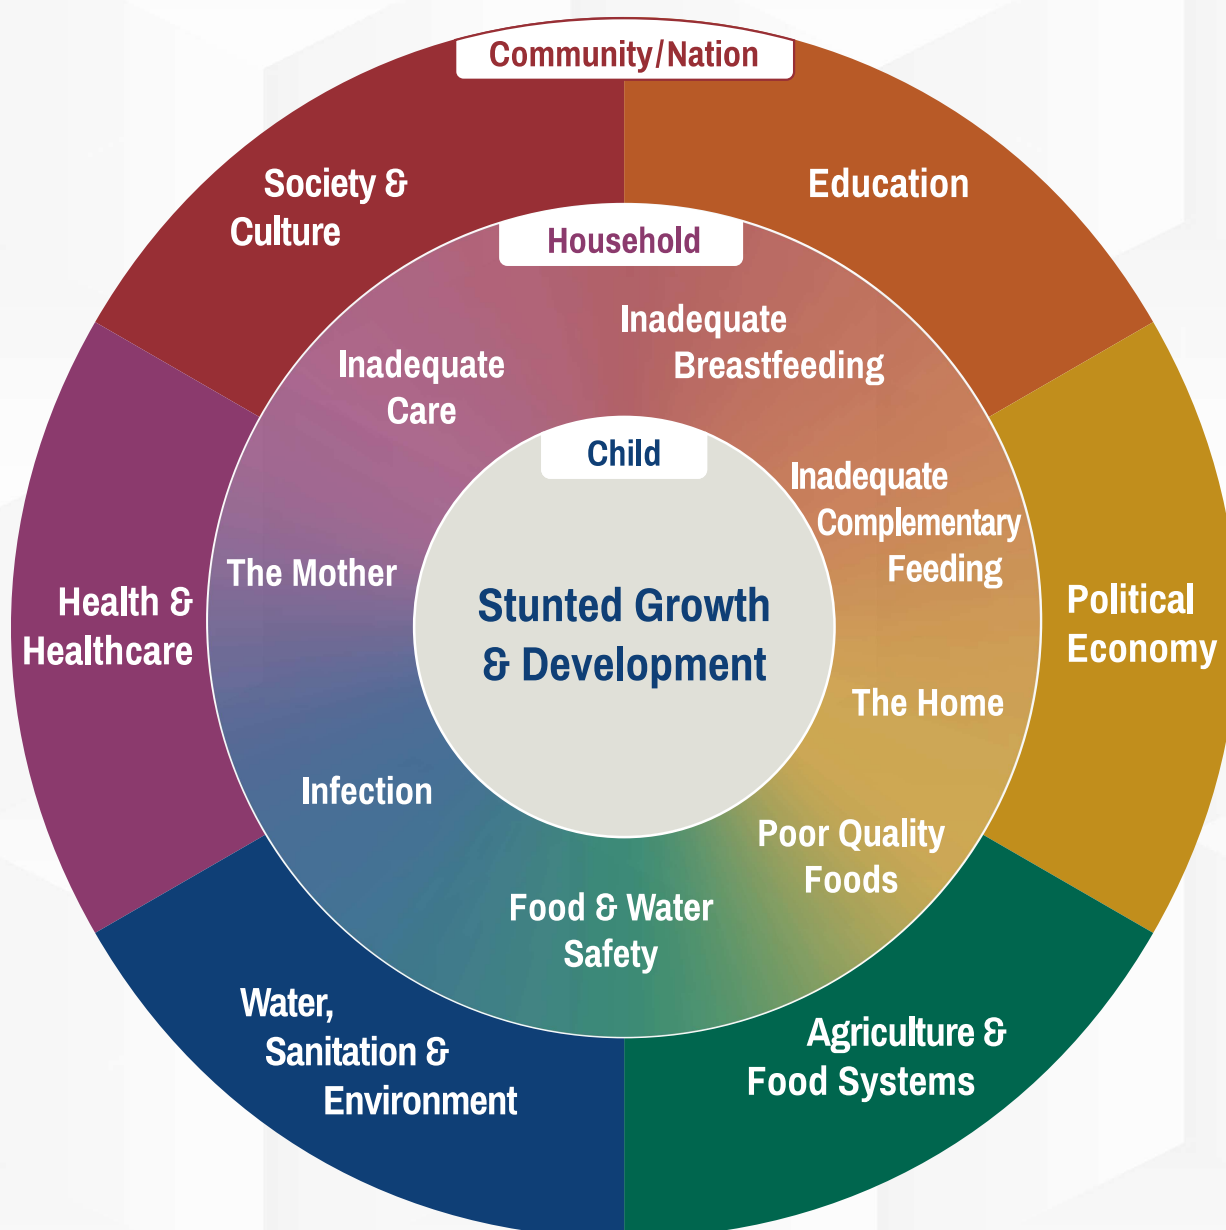 Community/Nation
Society &
Culture
Education
Household
Inadequate
Breastfeeding
Inadequate
Care
Child
Inadequate
Complementary
Feeding
The Mother
Stunted Growth
& Development
Health &
Healthcare
Political
Economy
The Home
Infection
Poor Quality
Foods
Food & Water
Safety
Water,
Sanitation &
Environment
Agriculture &
Food Systems